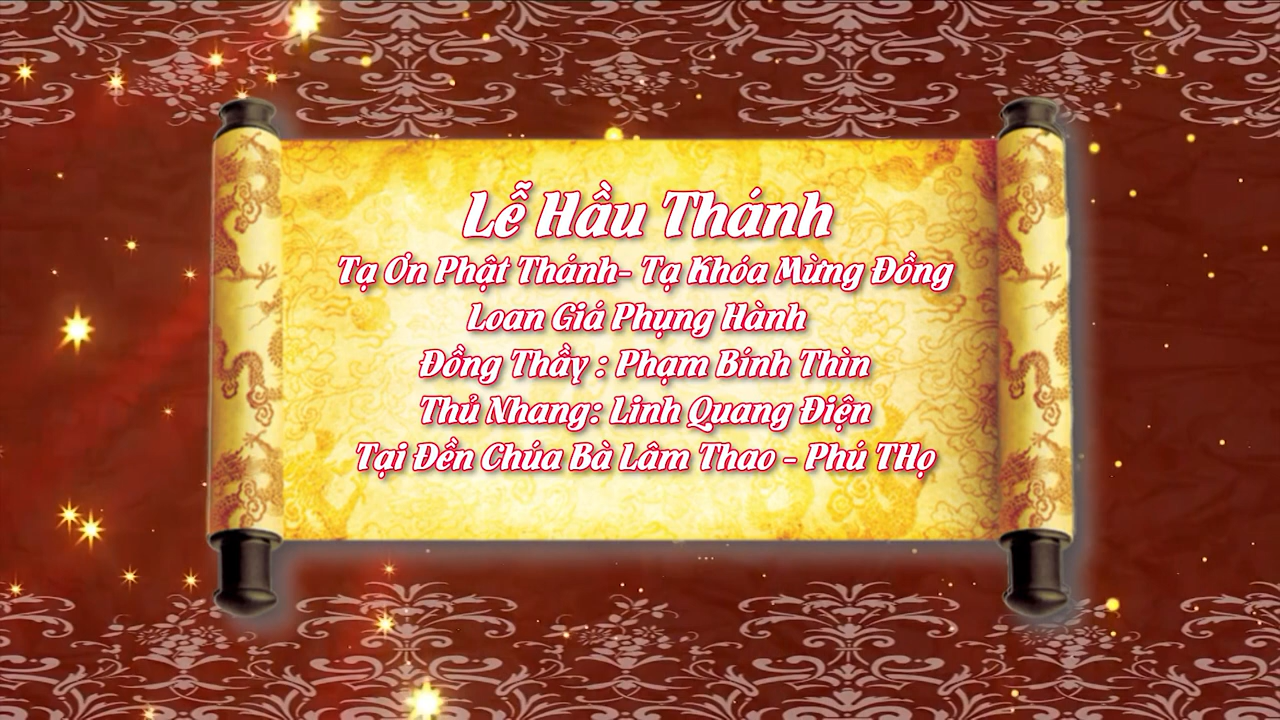 Lễ Hầu Thánh
Tạ Ơn Phật Thánh- Tạ Khóa Mừng Đồng
Loan Giá Phụng Hành
Đồng Thầy : Phạm Bính Thìn
Thủ Nhang: Linh Quang Điện
Tại Đền Chúa Bà Lâm Thao - Phú THọ